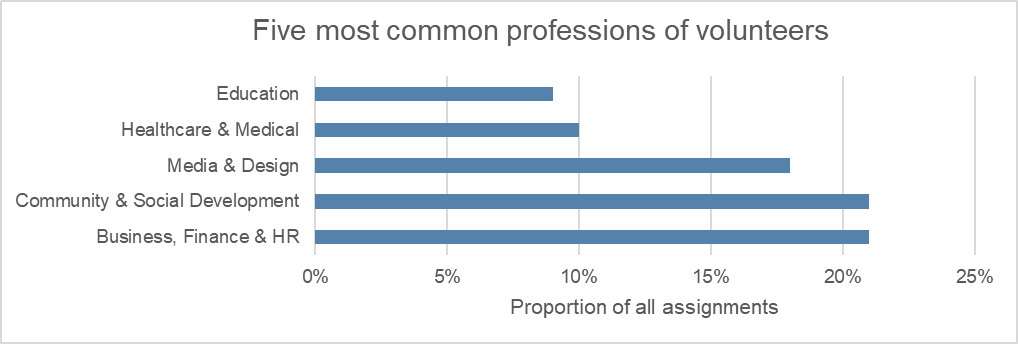 Five most common professions of volunteers
Education
Healthcare & Medical
Media & Design
Community & Social Development
Business, Finance & HR
0% 5% 10% 15% 20% 25%
Proportion of all assignments